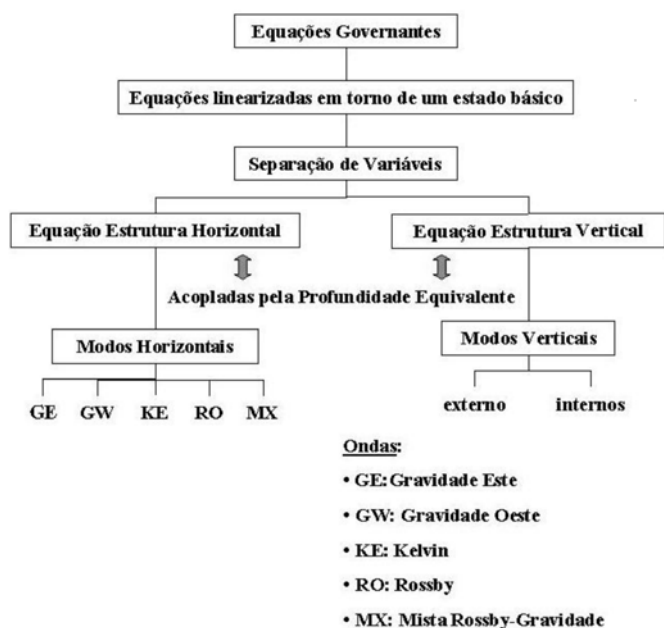 Equações Governantes
Equações linearizadas em torno de um estado básico
Separação de Variáveis
Equação Estrutura Horizontal
Equação Estrutura Vertical
Acopladas pela Profundidade Equivalente
Modos Horizontais
Modos Verticais
GE GW KE RO MX
externo internos
Ondas:
• GE: Gravidade Este
• GW: Gravidade Oeste
• KE: Kelvin
• RO: Rossby
• MX: Mista Rossby-Gravidade